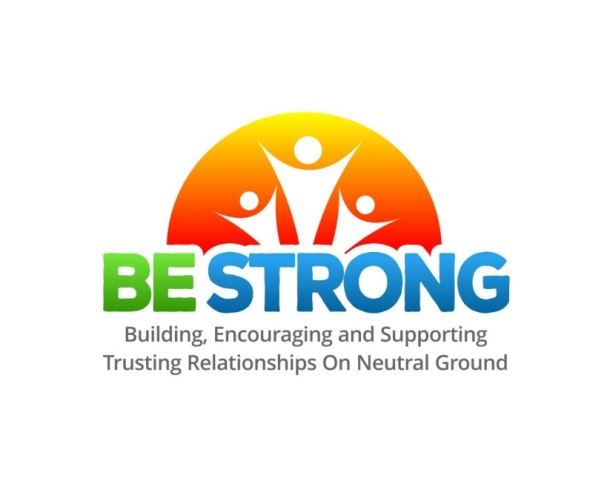 BE STRONG
Building, Encouraging and Supporting
Trusting Relationships On Neutral Ground